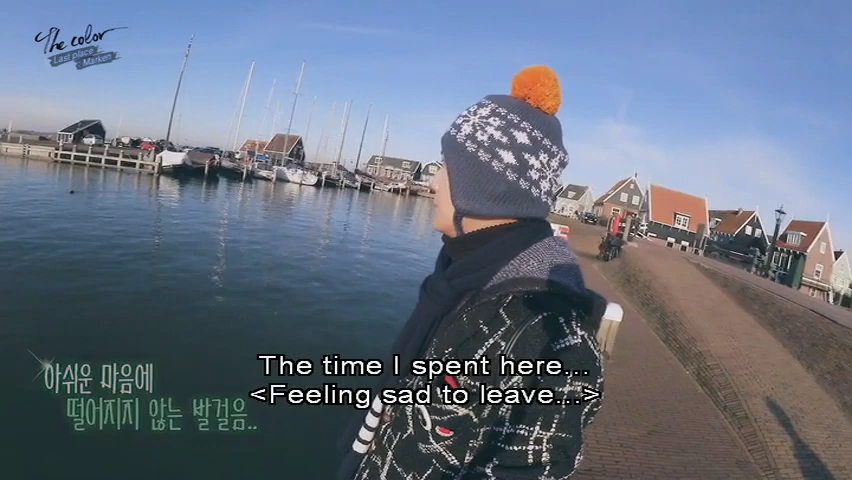 The color
Last place
Marken
The time I spent here...
<Feeling sad to leave...>
아쉬운 마음에
떨어지지 않는 발걸음..